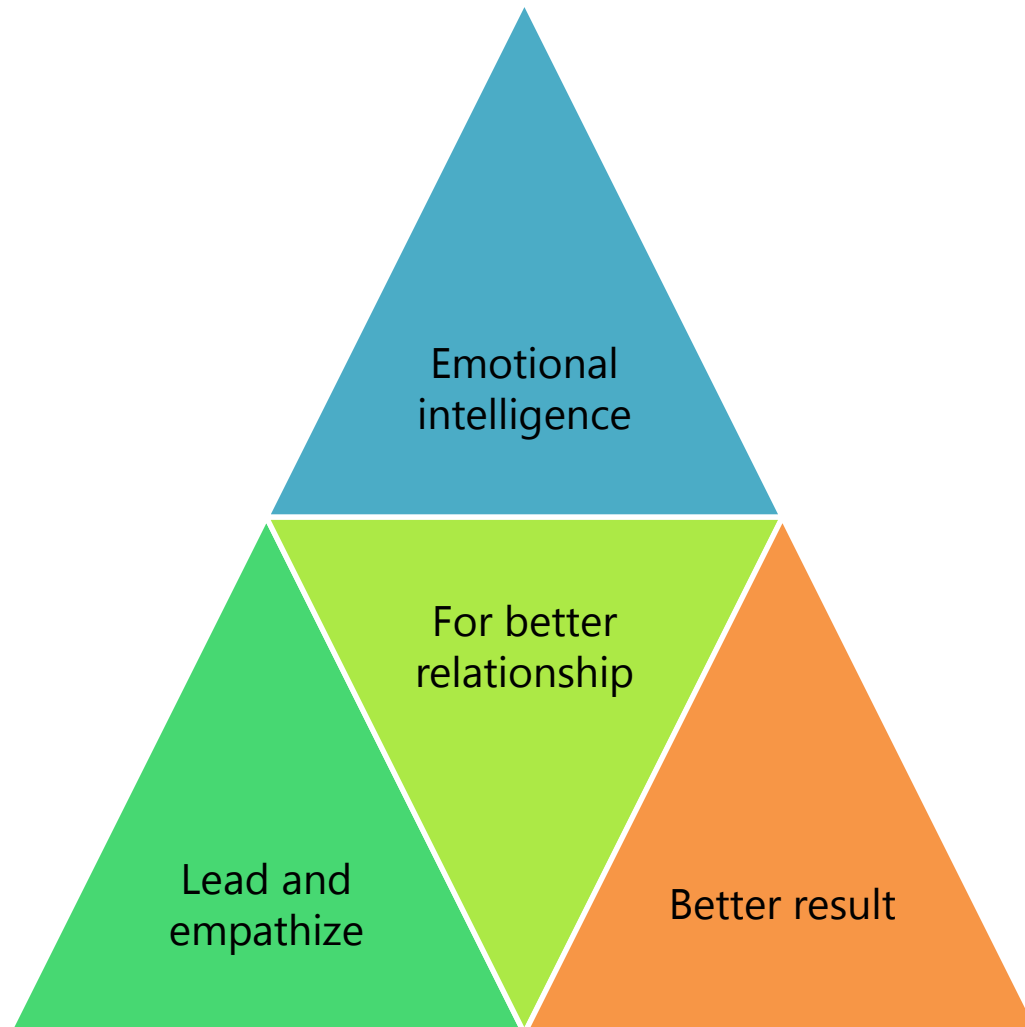 Emotional
intelligence
For better
relationship
Lead and
empathize
Better result